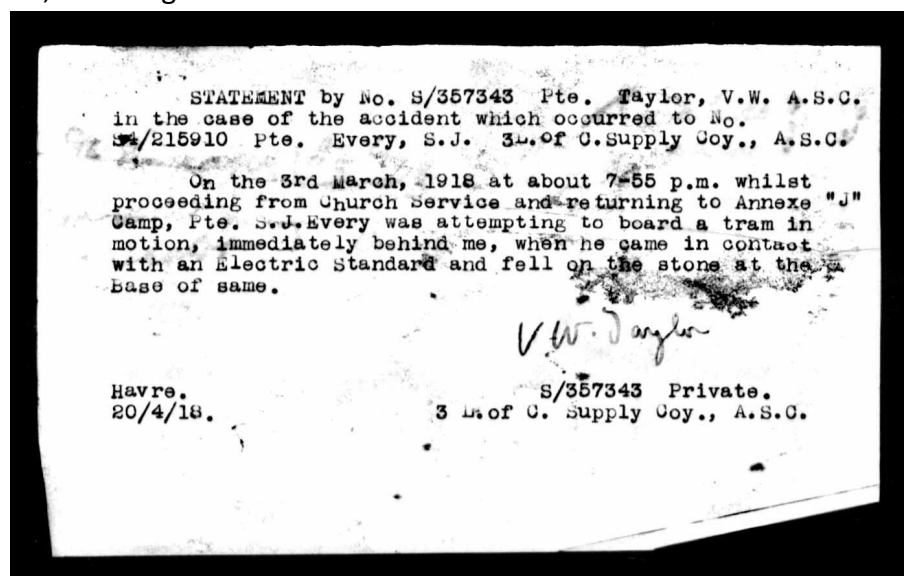 STATEMENT by No. S/357343 Pte. Taylor, V.W. A.S.C.
in the case of the accident which occurred to No.
S4/215910 Pte. Every, S.J. 3L.of C.Supply Coy., A.S.C.
On the 3rd March, 1918 at about 7-55 p.m. whilst
proceeding from Church Service and returning to Annexe "J"
Camp, Pte. S.J.Every was attempting to board a tram in
motion, immediately behind me, when he came in contact
with an Electric Standard and fell on the stone at the
Base of same.
V.W. Taylor
Havre. S/357343 Private.
20/4/18. 3 L.of C. Supply Coy., A.S.C.